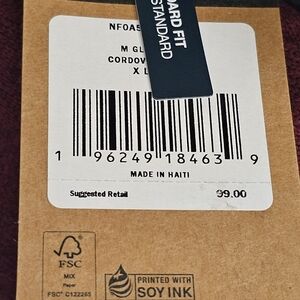 NF0A5
M GL
CORDOV
X L
ARD FIT
STANDARD
1 96249 18463 9
MADE IN HAITI
Suggested Retail 99.00
FSC
MIX
Paper
FSC® C122265
PRINTED WITH
SOY INK